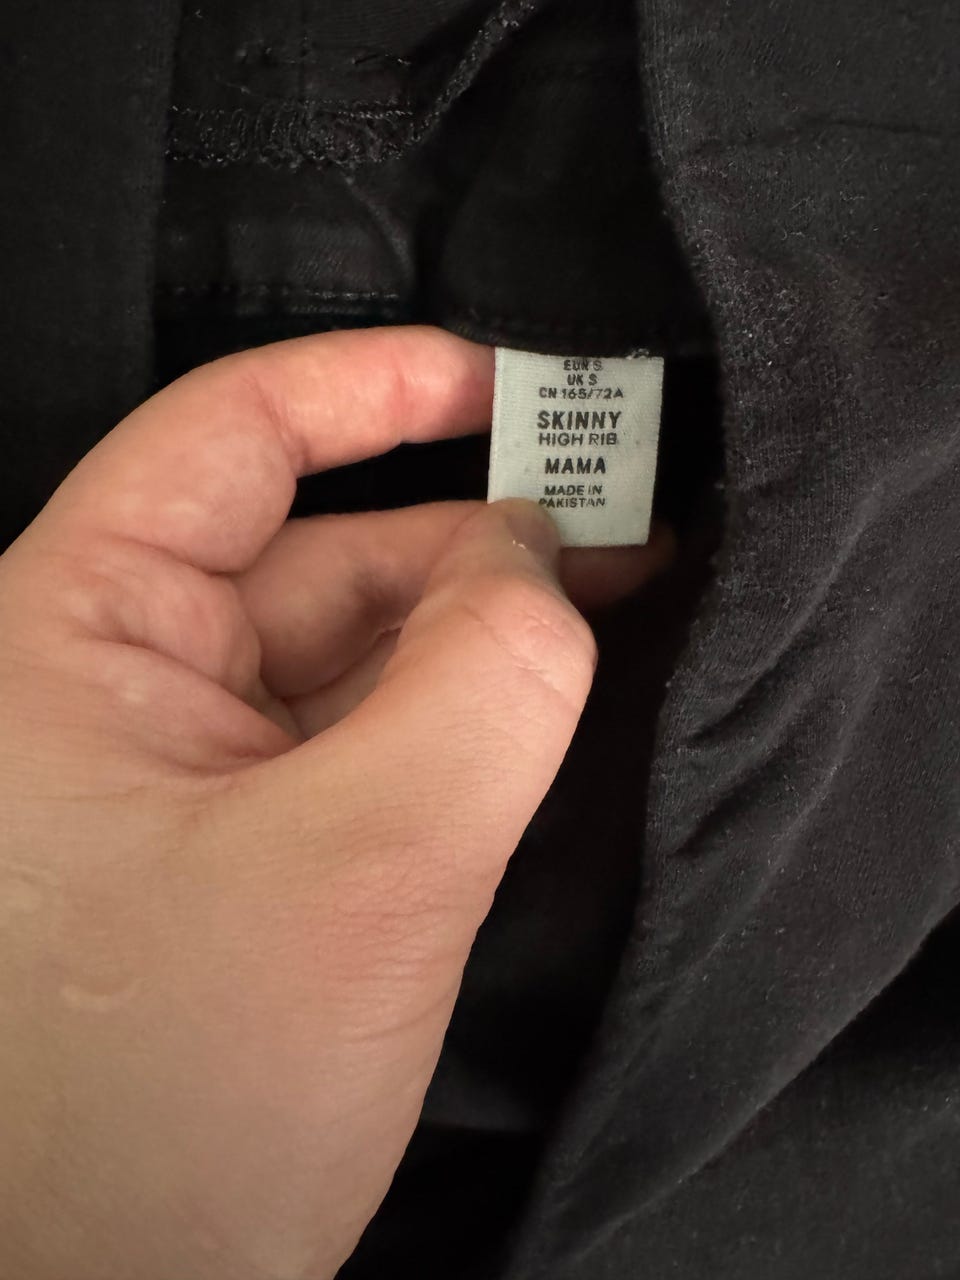 EUR S
UK S
CN 165/72A
SKINNY
HIGH RIB
MAMA
MADE IN
PAKISTAN